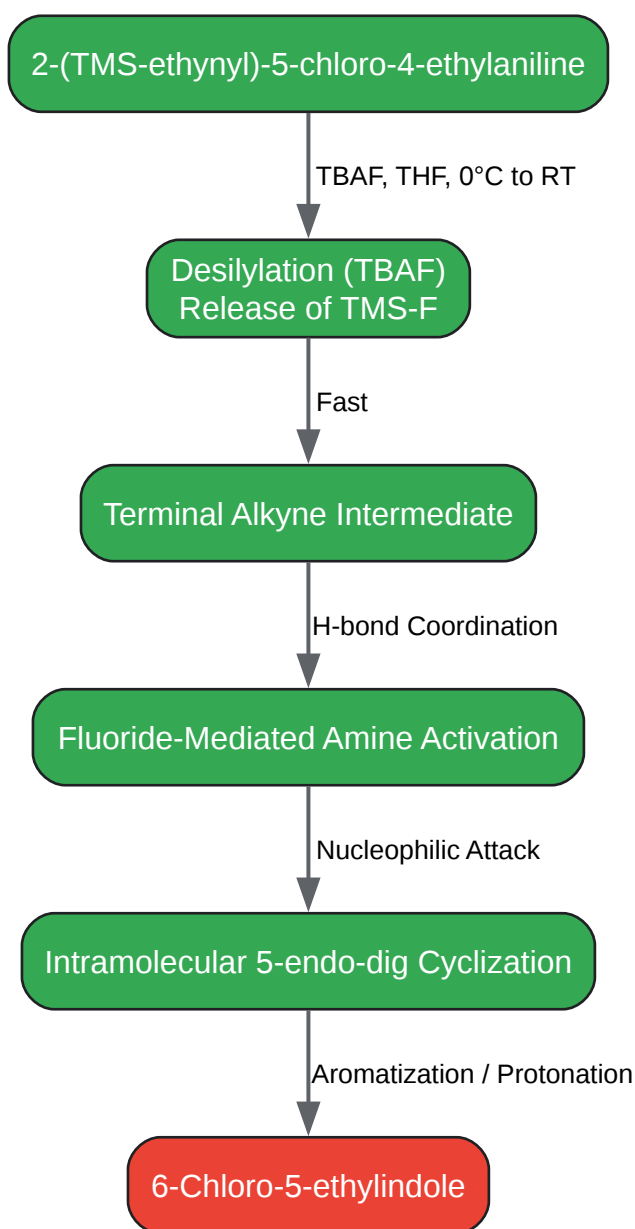 2-(TMS-ethynyl)-5-chloro-4-ethylaniline
TBAF, THF, 0°C to RT
Desilylation (TBAF)
Release of TMS-F
Fast
Terminal Alkyne Intermediate
H-bond Coordination
Fluoride-Mediated Amine Activation
Nucleophilic Attack
Intramolecular 5-endo-dig Cyclization
Aromatization / Protonation
6-Chloro-5-ethylindole